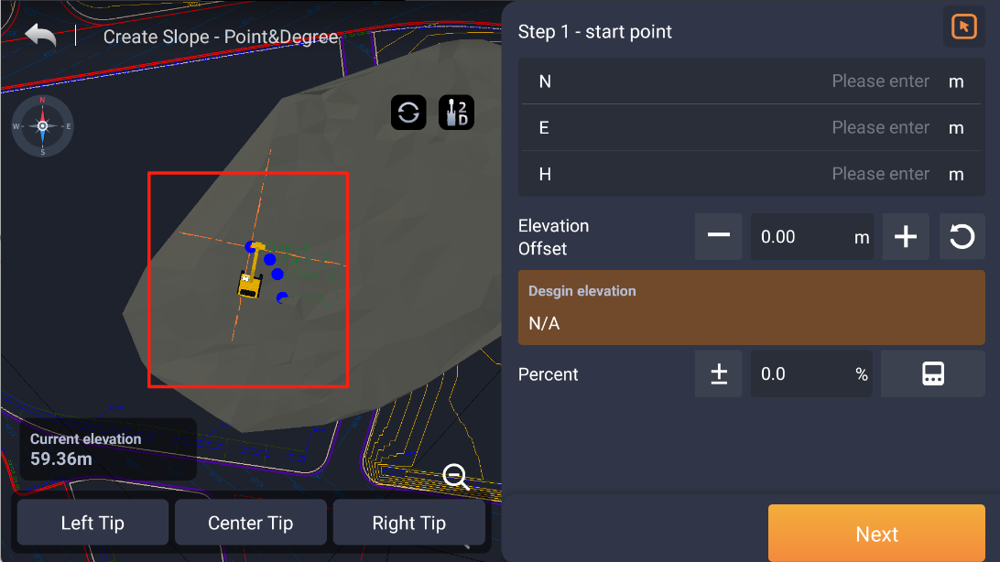 Create Slope - Point&Degree
N
W
E
S
2
D
Current elevation
59.36m
Left Tip
Center Tip
Right Tip
Step 1 - start point
N Please enter m
E Please enter m
H Please enter m
Elevation
Offset
0.00 m
Desgin elevation
N/A
Percent
± 0.0 %
Next